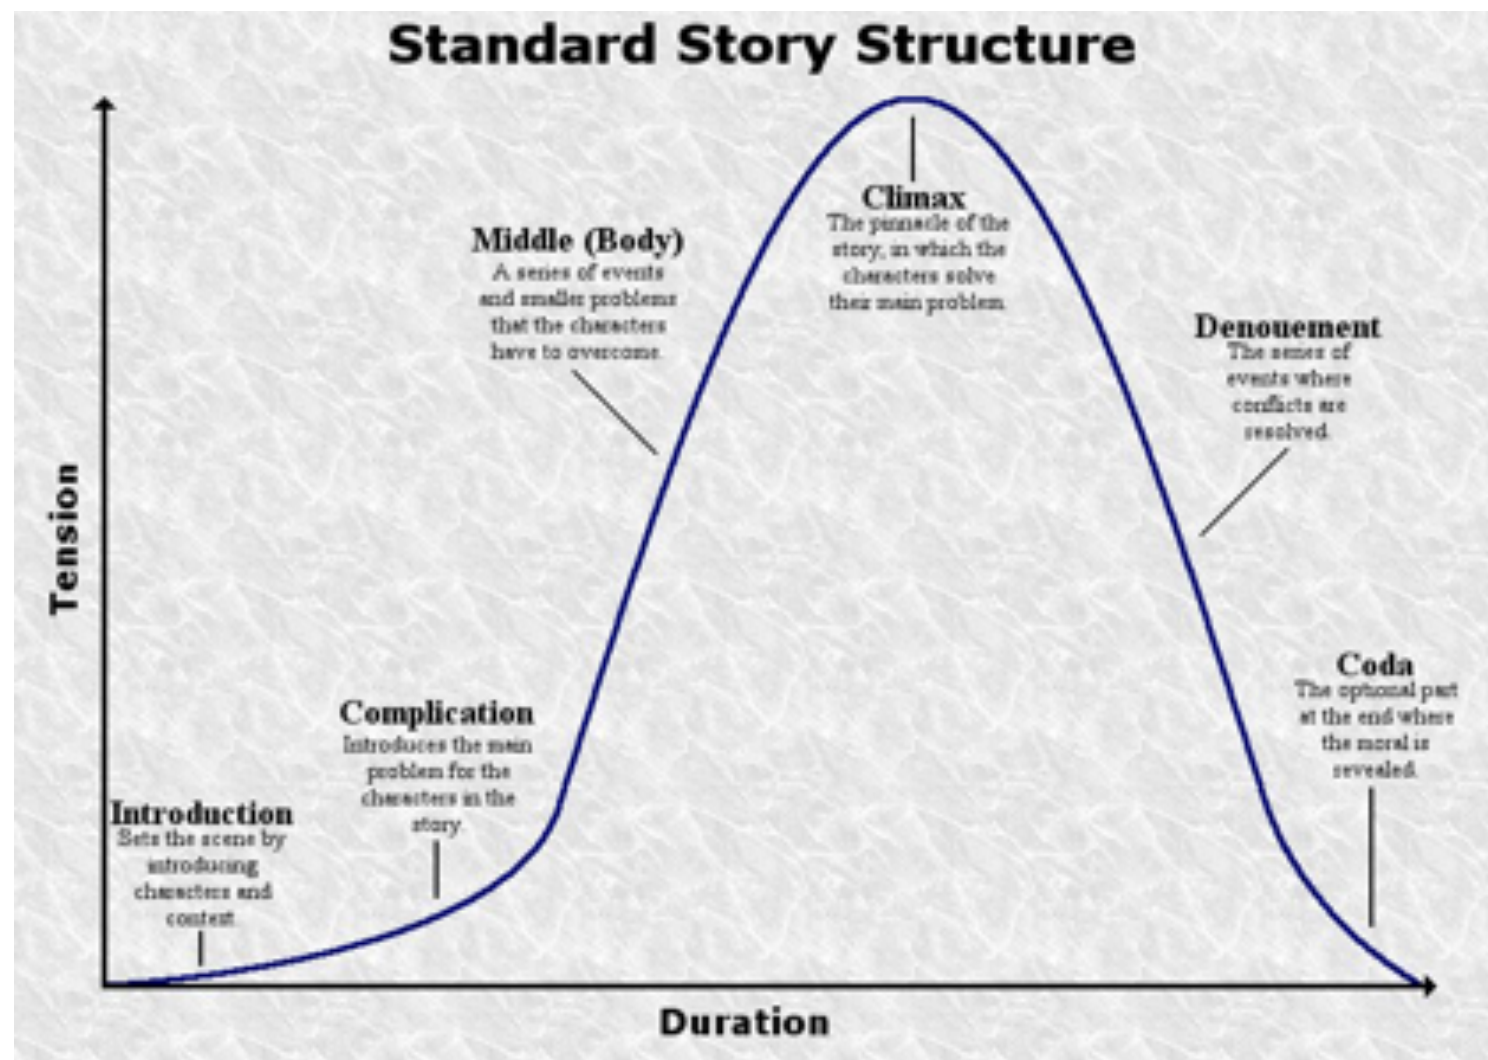 Standard Story Structure
Climax
The pinnacle of the
story, in which the
characters solve
their main problem.
Middle (Body)
A series of events
and smaller problems
that the characters
have to overcome.
Denouement
The series of
events where
conflicts are
resolved.
Tension
Coda
The optional part
at the end where
the moral is
revealed.
Complication
Introduces the main
problem for the
characters in the
story.
Introduction
Sets the scene by
introducing
characters and
context.
Duration